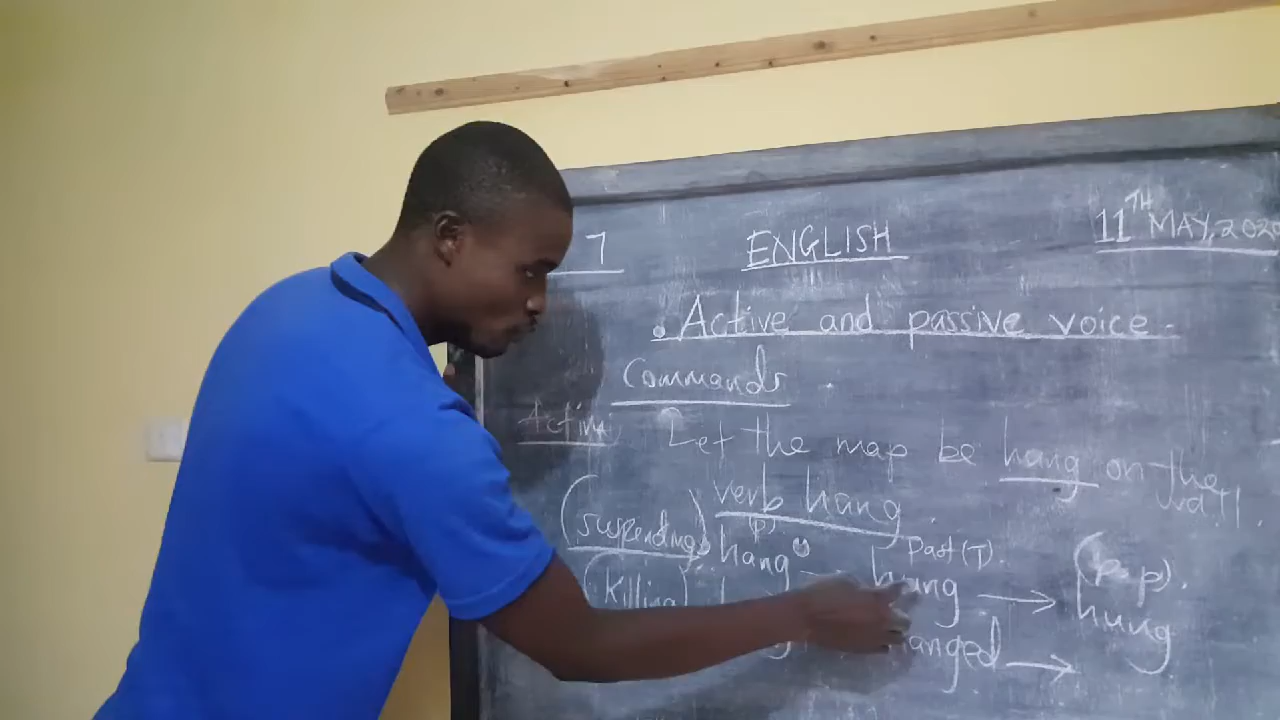 7 ENGLISH 11TH MAY, 2020
. Active and passive voice.
Commands.
Active Let the map be hang on the
wall.
verb hang.
(suspending) hang (p) → hung Past(T). → hung (p.p).
(killing) hanged →